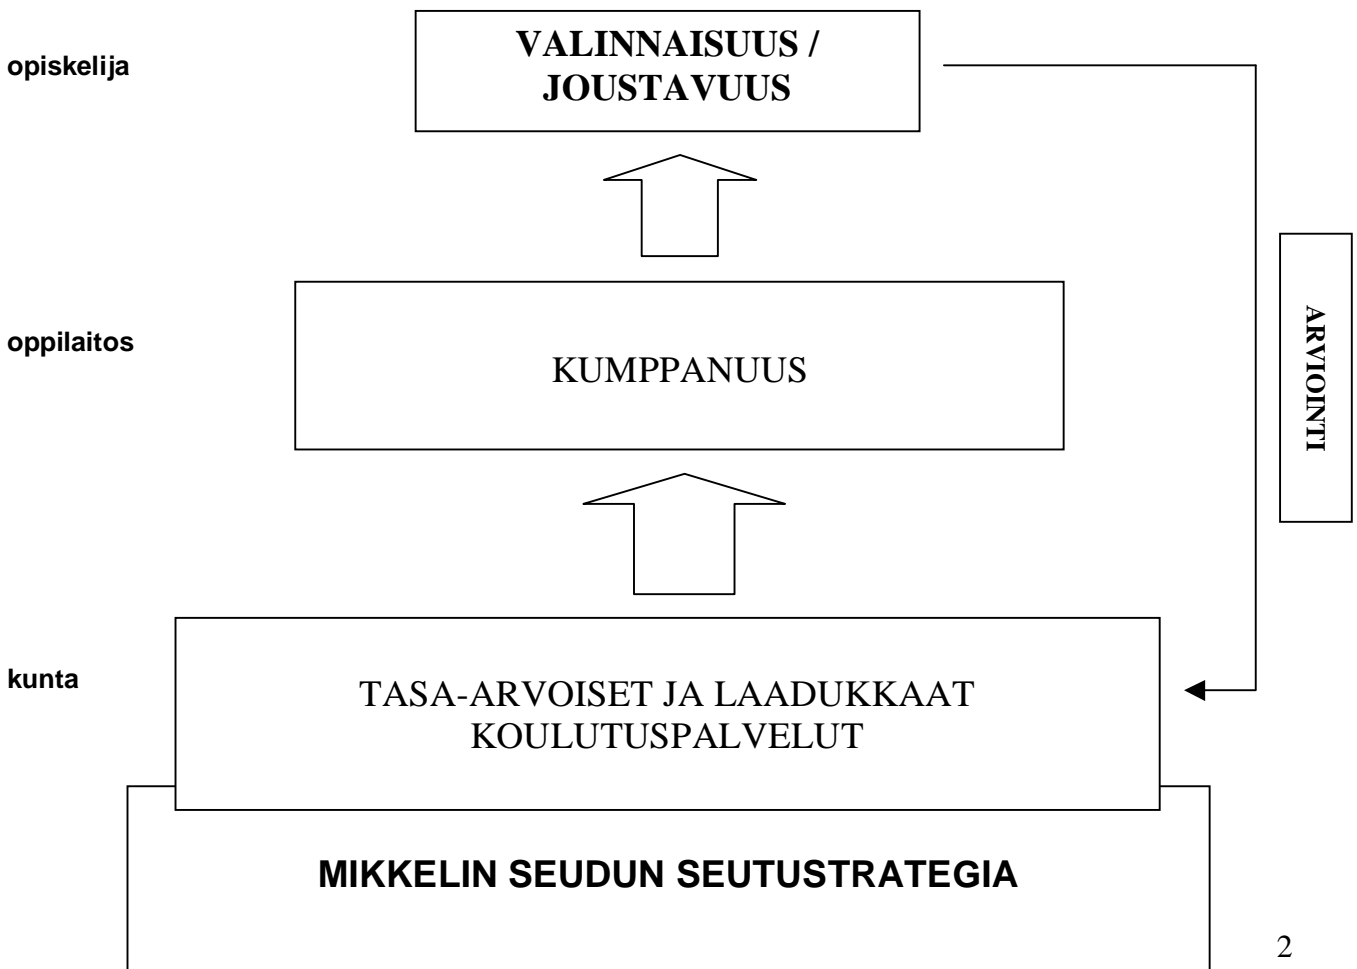 opiskelija
VALINNAISUUS /
JOUSTAVUUS
oppilaitos
KUMPPANUUS
ARVIOINTI
kunta
TASA-ARVOISET JA LAADUKKAAT
KOULUTUSPALVELUT
MIKKELIN SEUDUN SEUTUSTRATEGIA
2